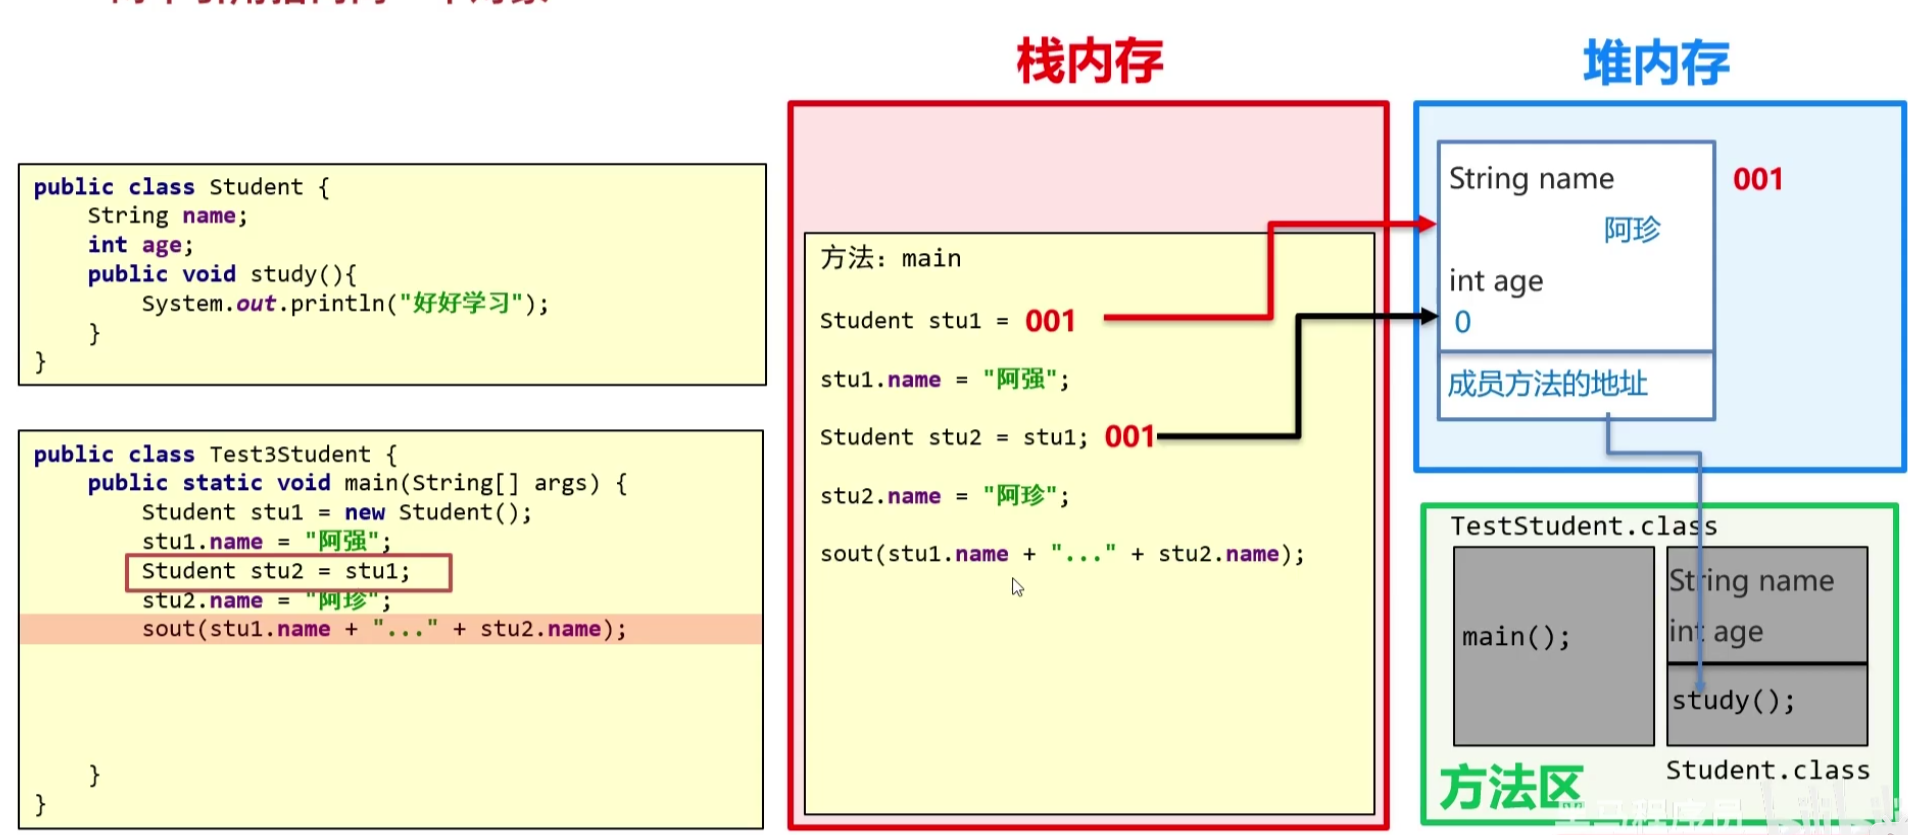 栈内存
堆内存
public class Student {
String name;
int age;
public void study(){
System.out.println("好好学习");
}
}
public class Test3Student {
public static void main(String[] args) {
Student stu1 = new Student();
stu1.name = "阿强";
Student stu2 = stu1;
stu2.name = "阿珍";
sout(stu1.name + "..." + stu2.name);
}
}
方法：main
Student stu1 = 001
stu1.name = "阿强";
Student stu2 = stu1; 001
stu2.name = "阿珍";
sout(stu1.name + "..." + stu2.name);
String name
001
阿珍
int age
0
成员方法的地址
TestStudent.class
main();
String name
int age
study();
Student.class
方法区